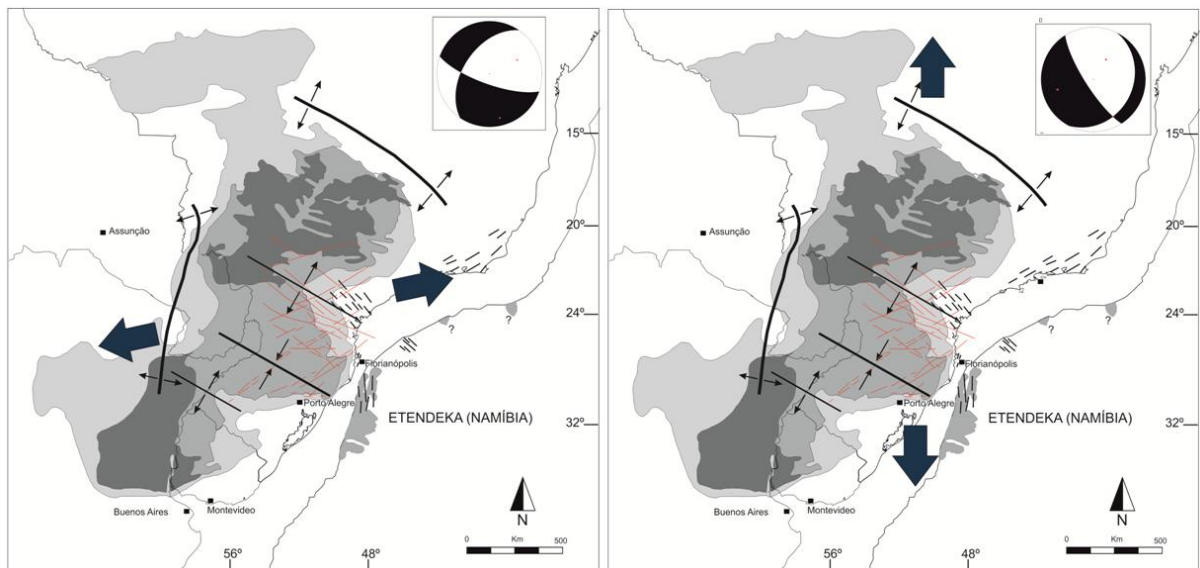 15º
20º
Assunção
24º
?
?
Florianópolis
Porto Alegre
ETENDEKA (NAMÍBIA)
32º
Buenos Aires
Montevideo
N
0 Km 500
56º
48º
0
15º
20º
Assunção
24º
?
?
Florianópolis
Porto Alegre
ETENDEKA (NAMÍBIA)
32º
Buenos Aires
Montevideo
N
0 Km 500
56º
48º